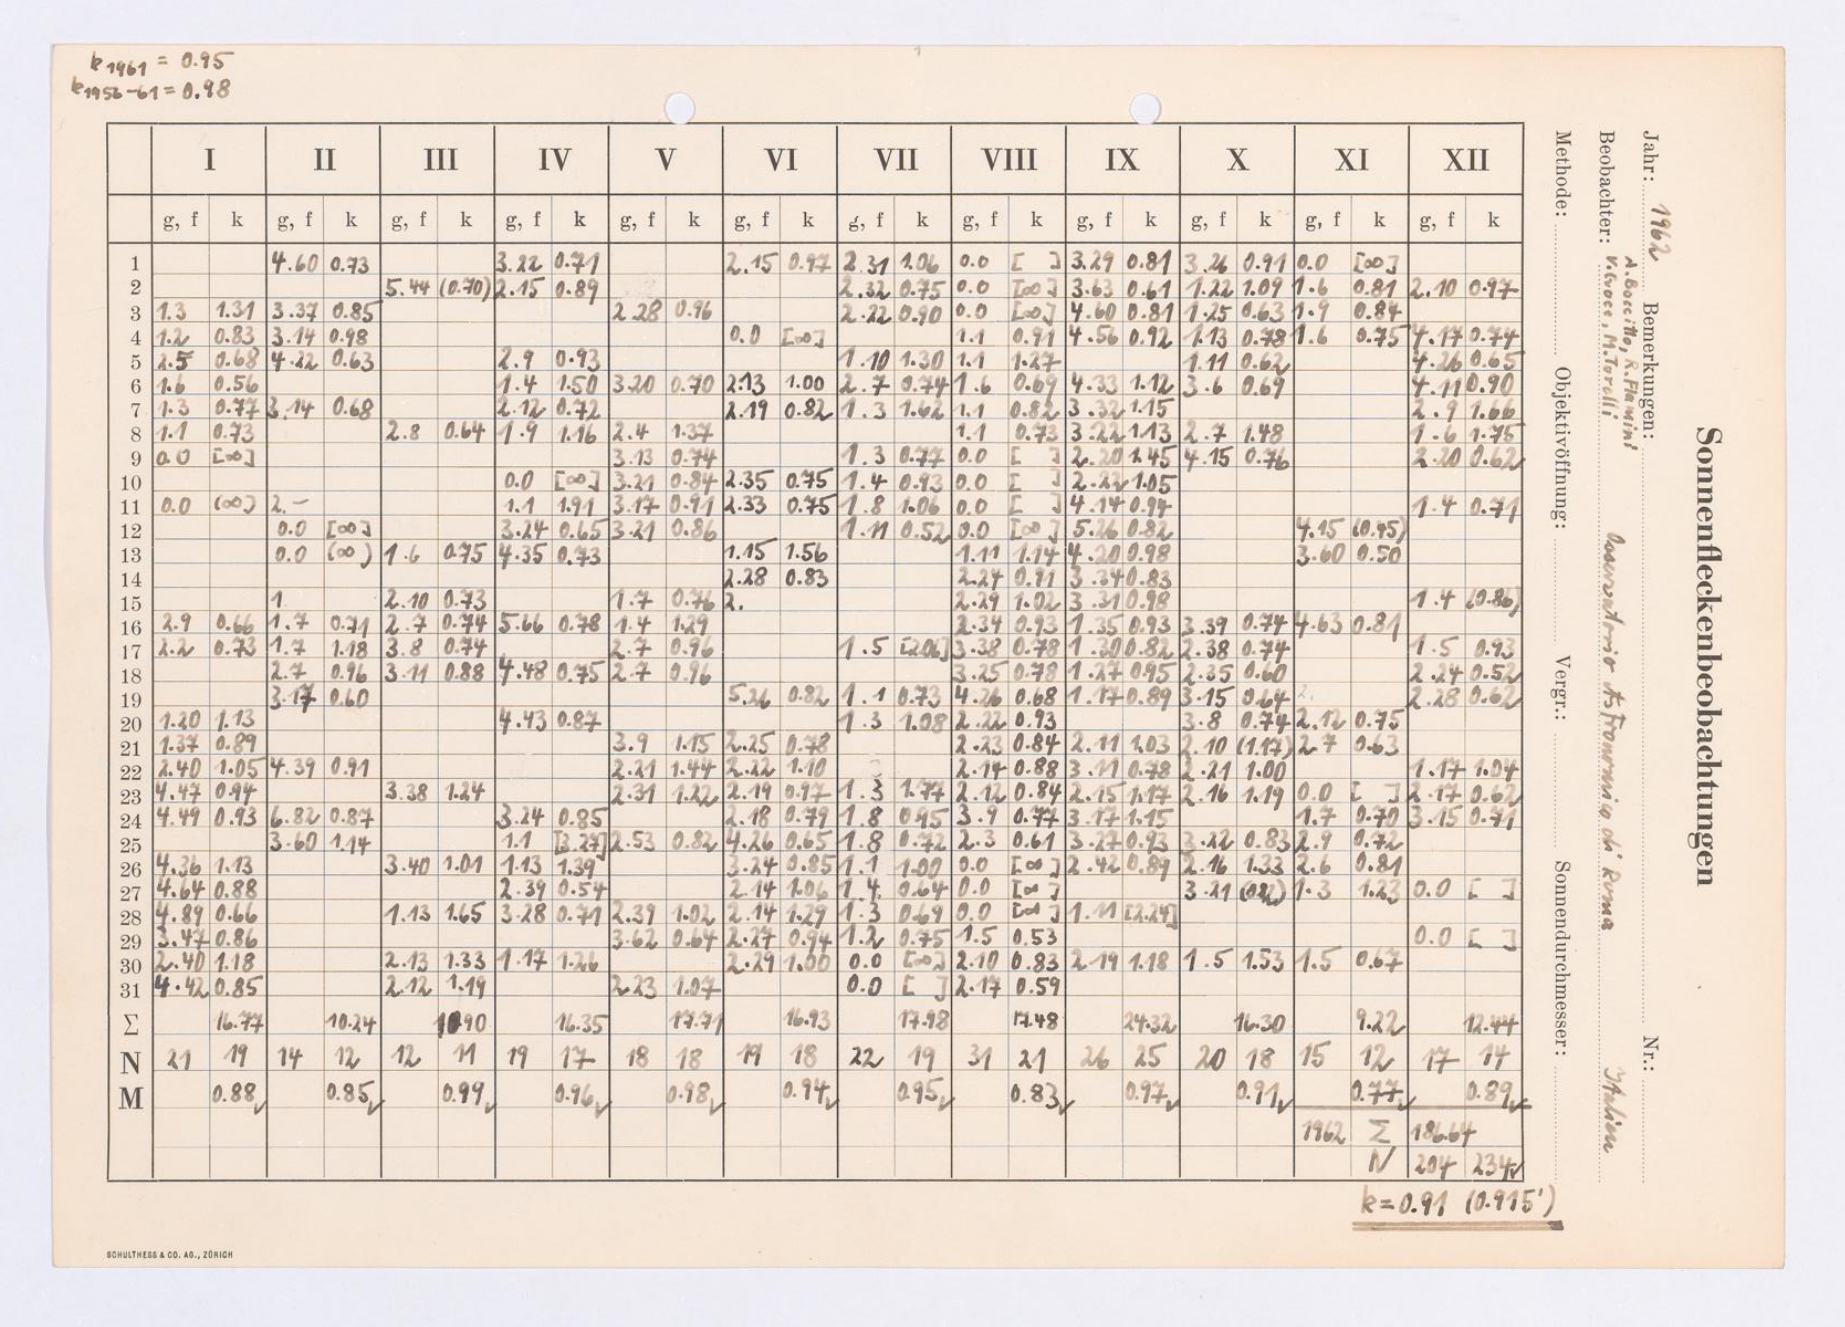 k 1961 = 0.95
k 1956-61 = 0.98
I II III IV V VI VII VIII IX X XI XII
g, f k g, f k g, f k g, f k g, f k g, f k g, f k g, f k g, f k g, f k g, f k g, f k
1 4.60 0.73 3.22 0.71 2.15 0.97 2.31 1.06 0.0 [ ] 3.29 0.81 3.26 0.91 0.0 [∞]
2 5.44 (0.70) 2.15 0.89 2.32 0.75 0.0 [∞] 3.63 0.61 1.22 1.09 1.6 0.81 2.10 0.97
3 1.3 1.31 3.37 0.85 2.28 0.96 2.22 0.90 0.0 [∞] 4.60 0.81 1.25 0.63 1.9 0.84
4 1.2 0.83 3.14 0.98 0.0 [∞] 1.1 0.91 4.56 0.92 1.13 0.78 1.6 0.75 4.17 0.74
5 2.5 0.68 4.22 0.63 2.9 0.93 1.10 1.30 1.1 1.27 1.11 0.62 4.26 0.65
6 1.6 0.56 1.4 1.50 3.20 0.70 2.13 1.00 2.7 0.74 1.6 0.69 4.33 1.12 3.6 0.69 4.11 0.90
7 1.3 0.77 3.14 0.68 2.12 0.72 2.19 0.82 1.3 1.62 1.1 0.82 3.32 1.15 2.9 1.66
8 1.1 0.73 2.8 0.64 1.9 1.16 2.4 1.37 1.1 0.73 3.22 1.13 2.7 1.48 1.6 1.75
9 0.0 [∞] 3.13 0.74 1.3 0.77 0.0 [ ] 2.20 1.45 4.15 0.76 2.20 0.62
10 0.0 [∞] 3.21 0.84 2.35 0.75 1.4 0.93 0.0 [ ] 2.22 1.05
11 0.0 (∞) 2.– 1.1 1.91 3.17 0.91 2.33 0.75 1.8 1.06 0.0 [ ] 4.14 0.94 1.4 0.71
12 0.0 [∞] 3.24 0.65 3.21 0.86 1.11 0.52 0.0 [∞] 5.26 0.82 4.15 (0.45)
13 0.0 (∞) 1.6 0.75 4.35 0.73 1.15 1.56 1.11 1.14 4.20 0.98 3.60 0.50
14 2.28 0.83 2.24 0.91 3.34 0.83
15 1. 2.10 0.73 1.7 0.76 2. 2.29 1.02 3.31 0.98 1.4 (0.86)
16 2.9 0.66 1.7 0.71 2.7 0.74 5.66 0.78 1.4 1.29 2.34 0.93 1.35 0.93 3.39 0.74 4.63 0.81
17 2.2 0.73 1.7 1.18 3.8 0.74 2.7 0.96 1.5 [2.06] 3.38 0.78 1.30 0.82 2.38 0.74 1.5 0.93
18 2.7 0.96 3.11 0.88 4.48 0.75 2.7 0.96 3.25 0.78 1.27 0.95 2.35 0.60 2.24 0.52
19 3.17 0.60 5.26 0.82 1.1 0.73 4.26 0.68 1.17 0.89 3.15 0.64 2. 2.28 0.62
20 1.20 1.13 4.43 0.87 1.3 1.08 2.22 0.93 3.8 0.74 2.12 0.75
21 1.37 0.89 3.9 1.15 2.25 0.78 2.23 0.84 2.11 1.03 2.10 (1.17) 2.7 0.63
22 2.40 1.05 4.39 0.91 2.21 1.44 2.22 1.10 2.14 0.88 3.11 0.78 2.21 1.00 1.17 1.04
23 4.47 0.94 3.38 1.24 2.31 1.22 2.19 0.97 1.3 1.77 2.12 0.84 2.15 1.17 2.16 1.19 0.0 [ ] 2.17 0.62
24 4.49 0.93 6.82 0.87 3.24 0.85 2.18 0.79 1.8 0.95 3.9 0.77 3.17 1.15 1.7 0.70 3.15 0.71
25 3.60 1.14 1.1 [3.27] 2.53 0.82 4.26 0.65 1.8 0.72 2.3 0.61 3.27 0.93 3.22 0.83 2.9 0.72
26 4.36 1.13 3.40 1.01 1.13 1.39 3.24 0.85 1.1 1.00 0.0 [∞] 2.42 0.89 2.16 1.33 2.6 0.81
27 4.64 0.88 2.39 0.54 2.14 1.06 1.4 0.64 0.0 [∞] 3.21 (0.82) 1.3 1.23 0.0 [ ]
28 4.89 0.66 1.13 1.65 3.28 0.71 2.39 1.02 2.14 1.29 1.3 0.69 0.0 [∞] 1.11 [2.24]
29 3.47 0.86 3.62 0.64 2.27 0.94 1.2 0.75 1.5 0.53 0.0 [ ]
30 2.40 1.18 2.13 1.33 1.17 1.26 2.29 1.00 0.0 [∞] 2.10 0.83 2.19 1.18 1.5 1.53 1.5 0.67
31 4.42 0.85 2.12 1.19 2.23 1.07 0.0 [ ] 2.17 0.59
Σ 16.77 10.24 10.90 16.35 17.71 16.93 17.98 17.48 24.32 16.30 9.22 12.44
N 21 19 14 12 12 11 19 17 18 18 19 18 22 19 31 21 26 25 20 18 15 12 17 14
M 0.88 0.85 0.99 0.96 0.98 0.94 0.95 0.83 0.97 0.91 0.77 0.89
1962 Σ 186.64
N 204 234
k = 0.91 (0.915')
SCHULTHESS & CO. AG., ZÜRICH
Sonnenfleckenbeobachtungen
Jahr: 1962 Bemerkungen: Nr.:
Beobachter: V. Croce, M. Torelli Osservatorio Astronomico di Roma Italien
Methode: Objektivöffnung: Vergr.: Sonnendurchmesser: